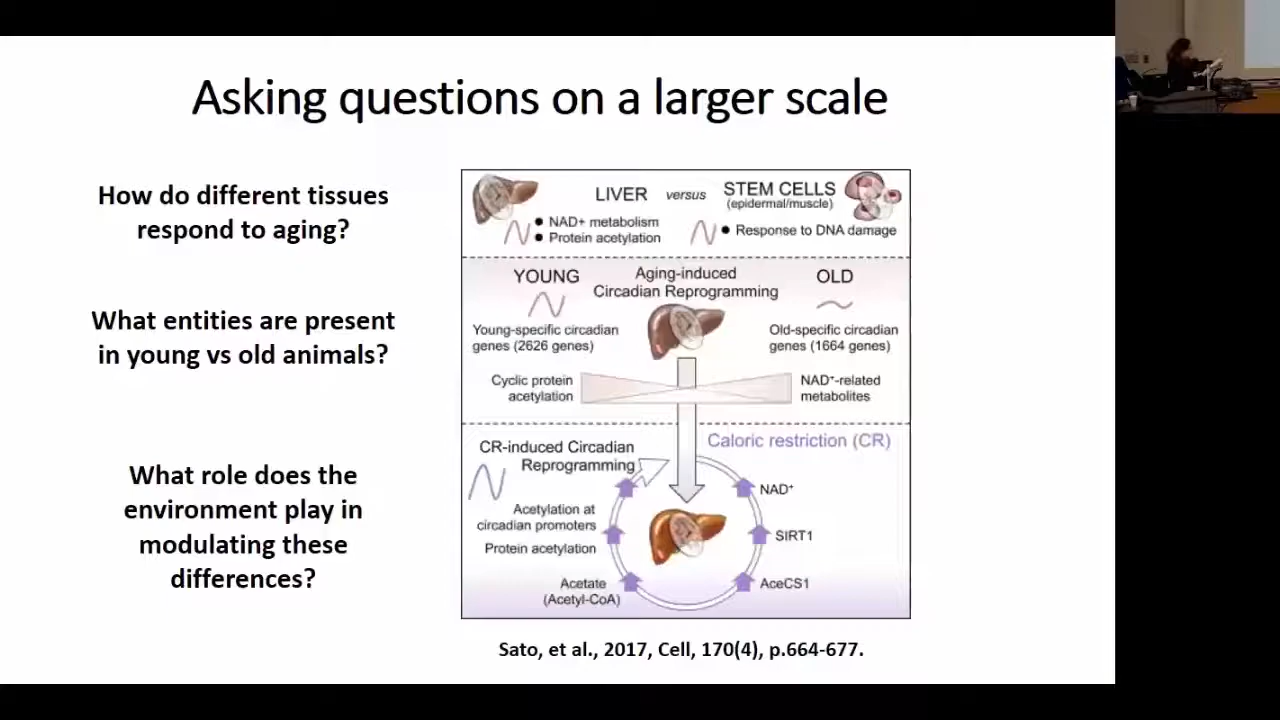 Asking questions on a larger scale
How do different tissues
respond to aging?
What entities are present
in young vs old animals?
What role does the
environment play in
modulating these
differences?
LIVER versus STEM CELLS
(epidermal/muscle)
● NAD+ metabolism
● Protein acetylation
● Response to DNA damage
YOUNG
Aging-induced
Circadian Reprogramming
OLD
Young-specific circadian
genes (2626 genes)
Old-specific circadian
genes (1664 genes)
Cyclic protein
acetylation
NAD⁺-related
metabolites
CR-induced Circadian
Reprogramming
Caloric restriction (CR)
Acetylation at
circadian promoters
Protein acetylation
Acetate
(Acetyl-CoA)
NAD⁺
SIRT1
AceCS1
Sato, et al., 2017, Cell, 170(4), p.664-677.